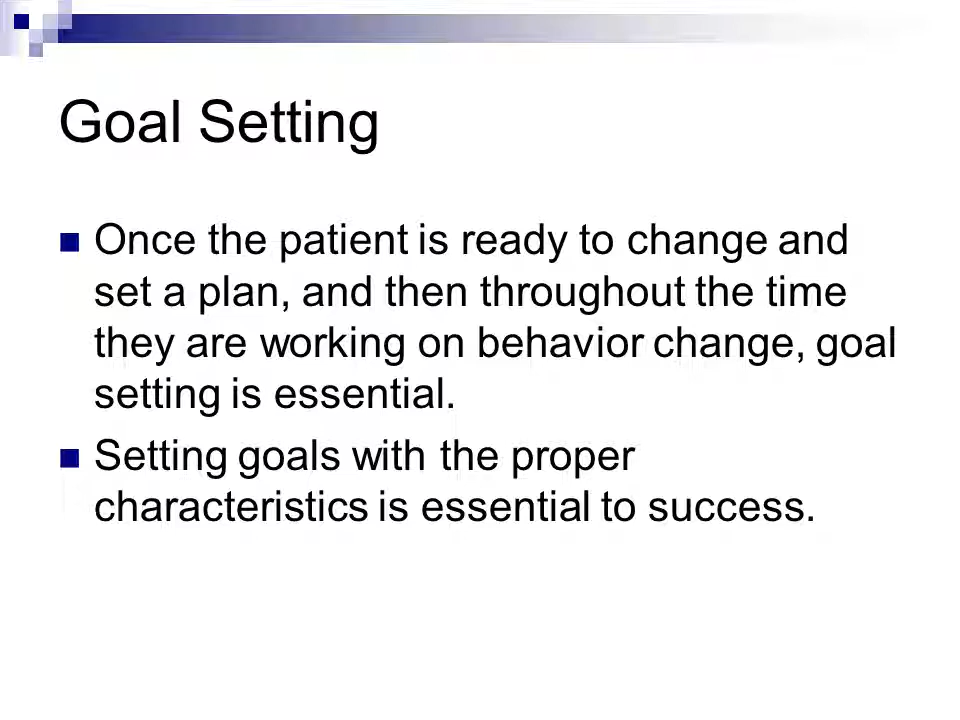 Goal Setting
Once the patient is ready to change and
set a plan, and then throughout the time
they are working on behavior change, goal
setting is essential.
Setting goals with the proper
characteristics is essential to success.